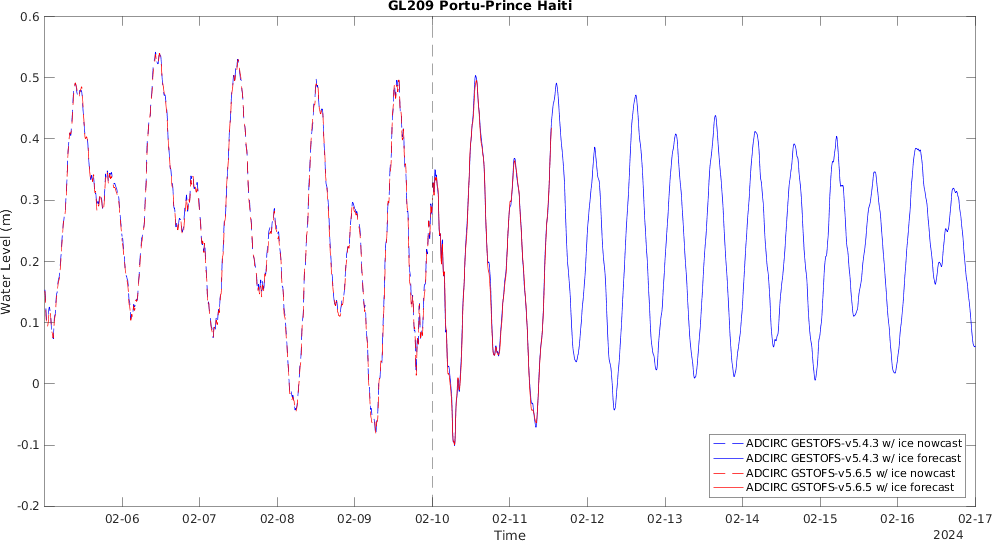 GL209 Portu-Prince Haiti
0.6
0.5
0.4
0.3
0.2
0.1
0
-0.1
-0.2
Water Level (m)
ADCIRC GESTOFS-v5.4.3 w/ ice nowcast
ADCIRC GESTOFS-v5.4.3 w/ ice forecast
ADCIRC GSTOFS-v5.6.5 w/ ice nowcast
ADCIRC GSTOFS-v5.6.5 w/ ice forecast
02-06 02-07 02-08 02-09 02-10 02-11 02-12 02-13 02-14 02-15 02-16 02-17
Time
2024